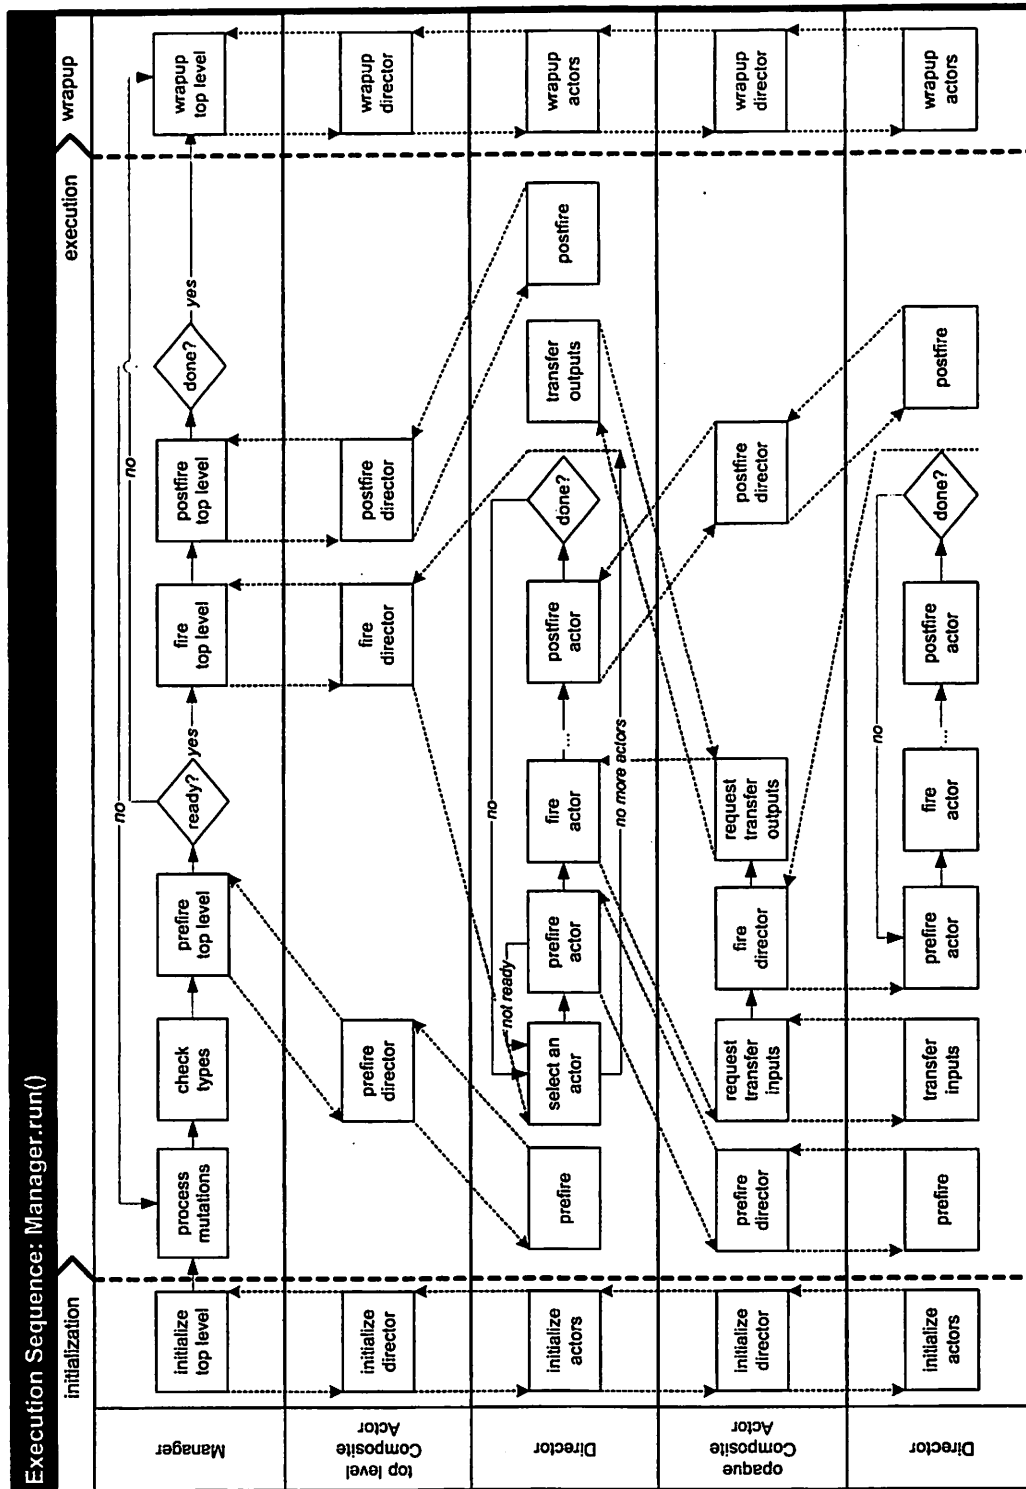 Execution Sequence: Manager.run()
initialization
execution
wrapup
Manager
initialize
top level
process
mutations
check
types
prefire
top level
ready?
yes
no
fire
top level
postfire
top level
done?
yes
no
wrapup
top level
top level
Composite
Actor
initialize
director
prefire
director
fire
director
postfire
director
wrapup
director
Director
initialize
actors
prefire
select an
actor
not ready
prefire
actor
fire
actor
...
postfire
actor
done?
no
no more actors
transfer
outputs
postfire
wrapup
actors
opaque
Composite
Actor
initialize
director
prefire
director
request
transfer
inputs
fire
director
request
transfer
outputs
postfire
director
wrapup
director
Director
initialize
actors
prefire
transfer
inputs
prefire
actor
fire
actor
...
postfire
actor
done?
no
postfire
wrapup
actors